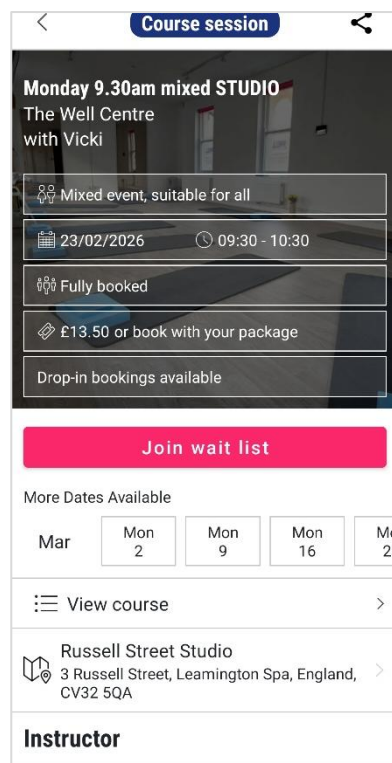 Course session
Monday 9.30am mixed STUDIO
The Well Centre
with Vicki
Mixed event, suitable for all
23/02/2026 09:30 - 10:30
Fully booked
£13.50 or book with your package
Drop-in bookings available
Join wait list
More Dates Available
Mar
Mon
2
Mon
9
Mon
16
View course
Russell Street Studio
3 Russell Street, Leamington Spa, England,
CV32 5QA
Instructor